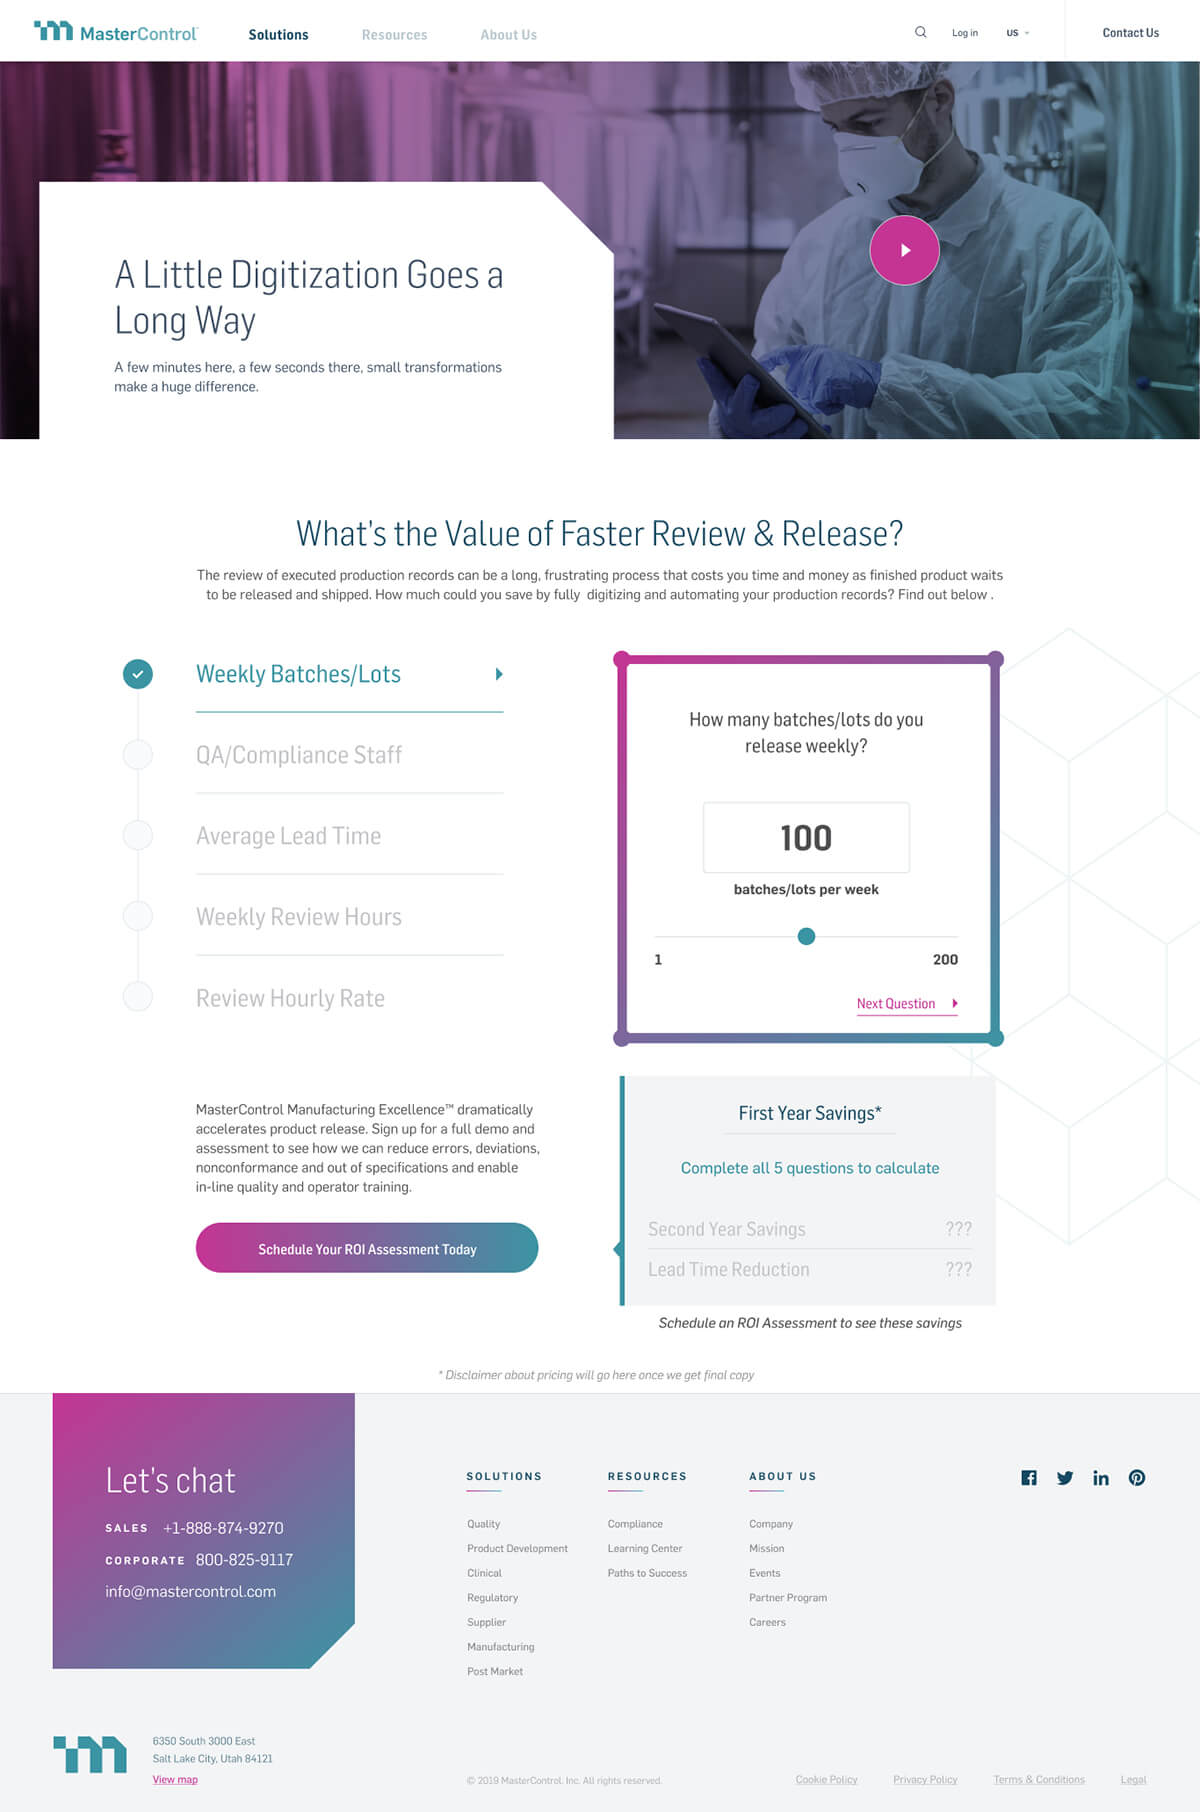 MasterControl
Solutions
Resources
About Us
Log in
US
Contact Us
A Little Digitization Goes a
Long Way
A few minutes here, a few seconds there, small transformations
make a huge difference.
What's the Value of Faster Review & Release?
The review of executed production records can be a long, frustrating process that costs you time and money as finished product waits
to be released and shipped. How much could you save by fully digitizing and automating your production records? Find out below .
Weekly Batches/Lots
QA/Compliance Staff
Average Lead Time
Weekly Review Hours
Review Hourly Rate
How many batches/lots do you
release weekly?
100
batches/lots per week
1
200
Next Question
MasterControl Manufacturing Excellence™ dramatically
accelerates product release. Sign up for a full demo and
assessment to see how we can reduce errors, deviations,
nonconformance and out of specifications and enable
in-line quality and operator training.
Schedule Your ROI Assessment Today
First Year Savings*
Complete all 5 questions to calculate
Second Year Savings ???
Lead Time Reduction ???
Schedule an ROI Assessment to see these savings
* Disclaimer about pricing will go here once we get final copy
Let's chat
SALES +1-888-874-9270
CORPORATE 800-825-9117
info@mastercontrol.com
SOLUTIONS
Quality
Product Development
Clinical
Regulatory
Supplier
Manufacturing
Post Market
RESOURCES
Compliance
Learning Center
Paths to Success
ABOUT US
Company
Mission
Events
Partner Program
Careers
6350 South 3000 East
Salt Lake City, Utah 84121
View map
© 2019 MasterControl. Inc. All rights reserved.
Cookie Policy
Privacy Policy
Terms & Conditions
Legal